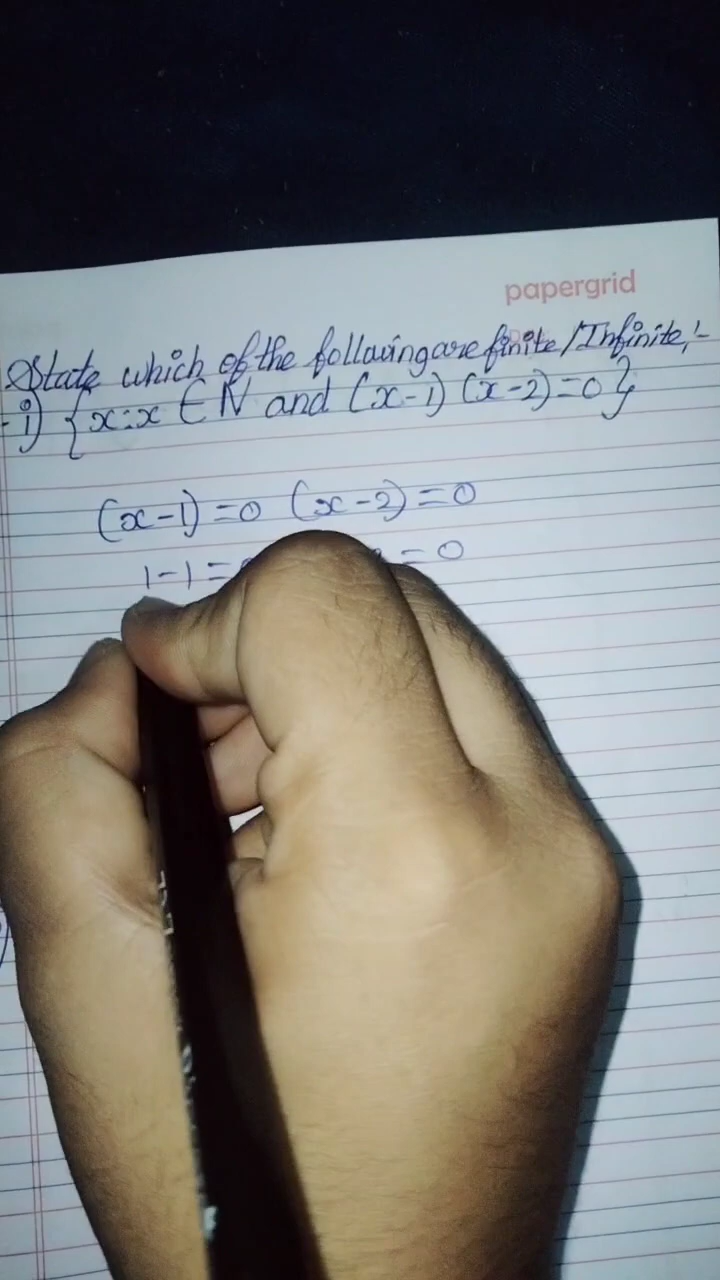 papergrid
State which of the following are finite/Infinite:-
i) {x:x ∈ N and (x-1) (x-2)=0}
(x-1)=0 (x-2)=0
1-1= =0